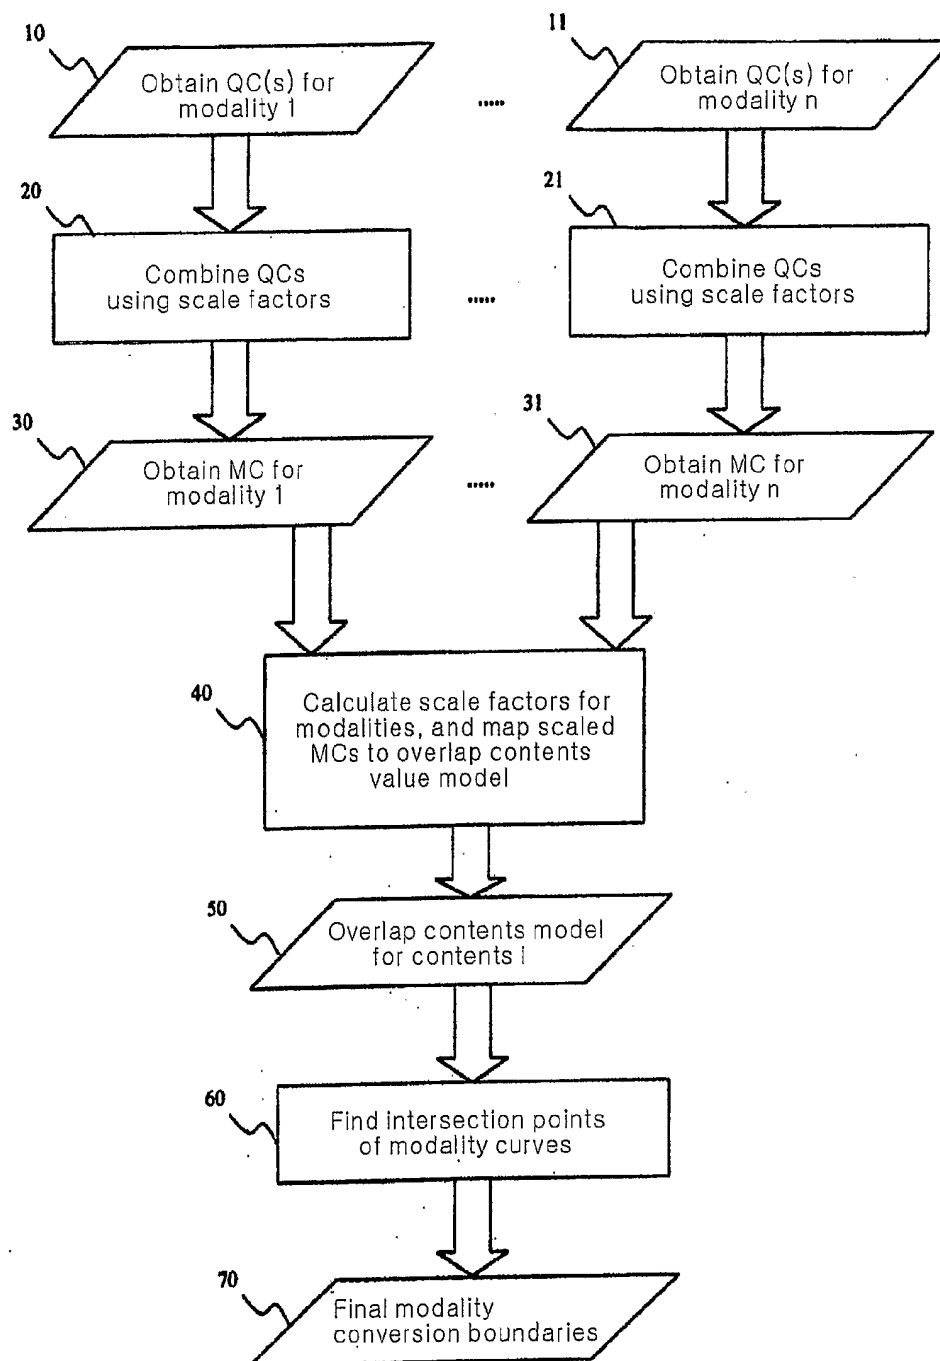 10
11
Obtain QC(s) for
modality 1
.....
Obtain QC(s) for
modality n
20
21
Combine QCs
using scale factors
.....
Combine QCs
using scale factors
30
31
Obtain MC for
modality 1
.....
Obtain MC for
modality n
40
Calculate scale factors for
modalities, and map scaled
MCs to overlap contents
value model
50
Overlap contents model
for contents i
60
Find intersection points
of modality curves
70
Final modality
conversion boundaries